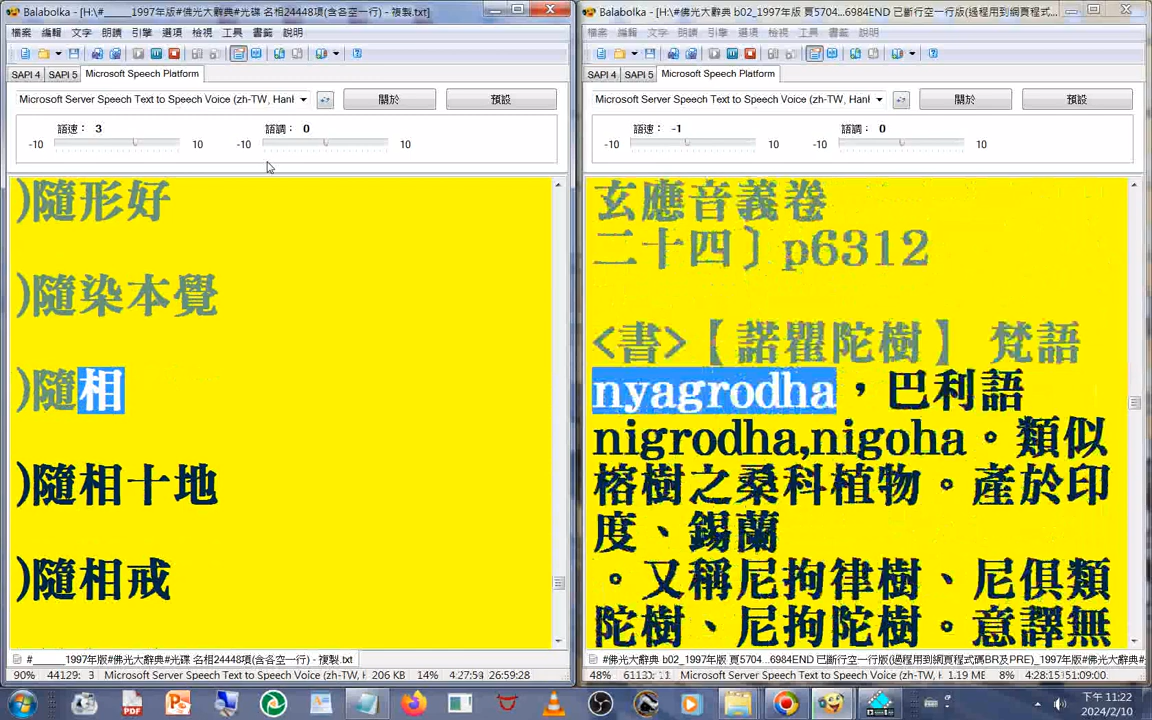 Balabolka - [H:\#_____1997年版#佛光大辭典#光碟 名相24448項(含各空一行) - 複製.txt]
檔案 編輯 文字 朗讀 引擎 選項 檢視 工具 書籤 說明
SAPI 4 SAPI 5 Microsoft Speech Platform
Microsoft Server Speech Text to Speech Voice (zh-TW, Hanl
關於 預設
語速： 3 語調： 0
-10 10 -10 10
)隨形好
)隨染本覺
)隨相
)隨相十地
)隨相戒
#_____1997年版#佛光大辭典#光碟 名相24448項(含各空一行) - 複製.txt
90% 44129: 3 Microsoft Server Speech Text to Speech Voice (zh-TW, H 206 KB 14% 4:27:54 26:59:28
Balabolka - [H:\#佛光大辭典 b02_1997年版 頁5704...6984END 已斷行空一行版(過程用到網頁程式...
檔案 編輯 文字 朗讀 引擎 選項 檢視 工具 書籤 說明
SAPI 4 SAPI 5 Microsoft Speech Platform
Microsoft Server Speech Text to Speech Voice (zh-TW, Hanl
關於 預設
語速： -1 語調： 0
-10 10 -10 10
玄應音義卷
二十四〕p6312
<書>【諾瞿陀樹】 梵語
nyagrodha，巴利語
nigrodha,nigoha。類似
榕樹之桑科植物。產於印
度、錫蘭
。又稱尼拘律樹、尼俱類
陀樹、尼拘陀樹。意譯無
#佛光大辭典 b02_1997年版 頁5704...6984END 已斷行空一行版(過程用到網頁程式碼BR及PRE)_1997年版#佛光大辭典#
48% Microsoft Server Speech Text to Speech Voice (zh-TW, 1.19 MB 8% 4:28:15 51:09:00
下午 11:22
2024/2/10